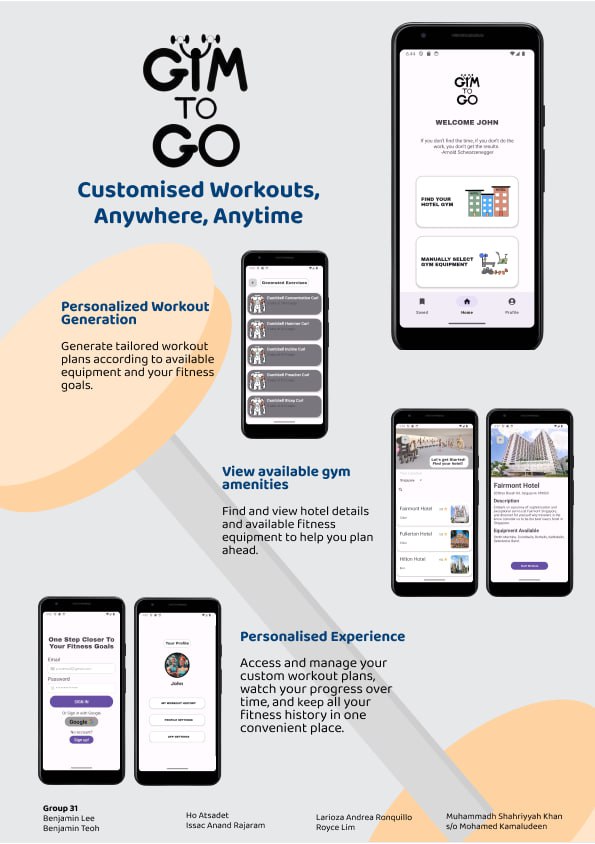 GYM
TO
GO
Customised Workouts,
Anywhere, Anytime
GYM
TO
GO
WELCOME JOHN
If you don't find the time, if you don't do the
work, you don't get the results.
-Arnold Schwarzenegger
FIND YOUR
HOTEL GYM
MANUALLY SELECT
GYM EQUIPMENT
Saved
Home
Profile
Personalized Workout
Generation
Generate tailored workout
plans according to available
equipment and your fitness
goals.
Generated Exercises
Dumbbell Concentration Curl
Dumbbell Hammer Curl
Dumbbell Incline Curl
Dumbbell Preacher Curl
Dumbbell Bicep Curl
View available gym
amenities
Find and view hotel details
and available fitness
equipment to help you plan
ahead.
Let's get Started!
Find your hotel!
Singapore
Fairmont Hotel
Fullerton Hotel
Hilton Hotel
Fairmont Hotel
Description
Equipment Available
One Step Closer To
Your Fitness Goals
Email
Password
SIGN IN
Or Sign in with Google
Google
No Account?
Sign up!
Your Profile
John
MY WORKOUT HISTORY
PROFILE SETTINGS
APP SETTINGS
Personalised Experience
Access and manage your
custom workout plans,
watch your progress over
time, and keep all your
fitness history in one
convenient place.
Group 31
Benjamin Lee
Benjamin Teoh
Ho Atsadet
Issac Anand Rajaram
Larioza Andrea Ronquillo
Royce Lim
Muhammadh Shahriyyah Khan
s/o Mohamed Kamaludeen